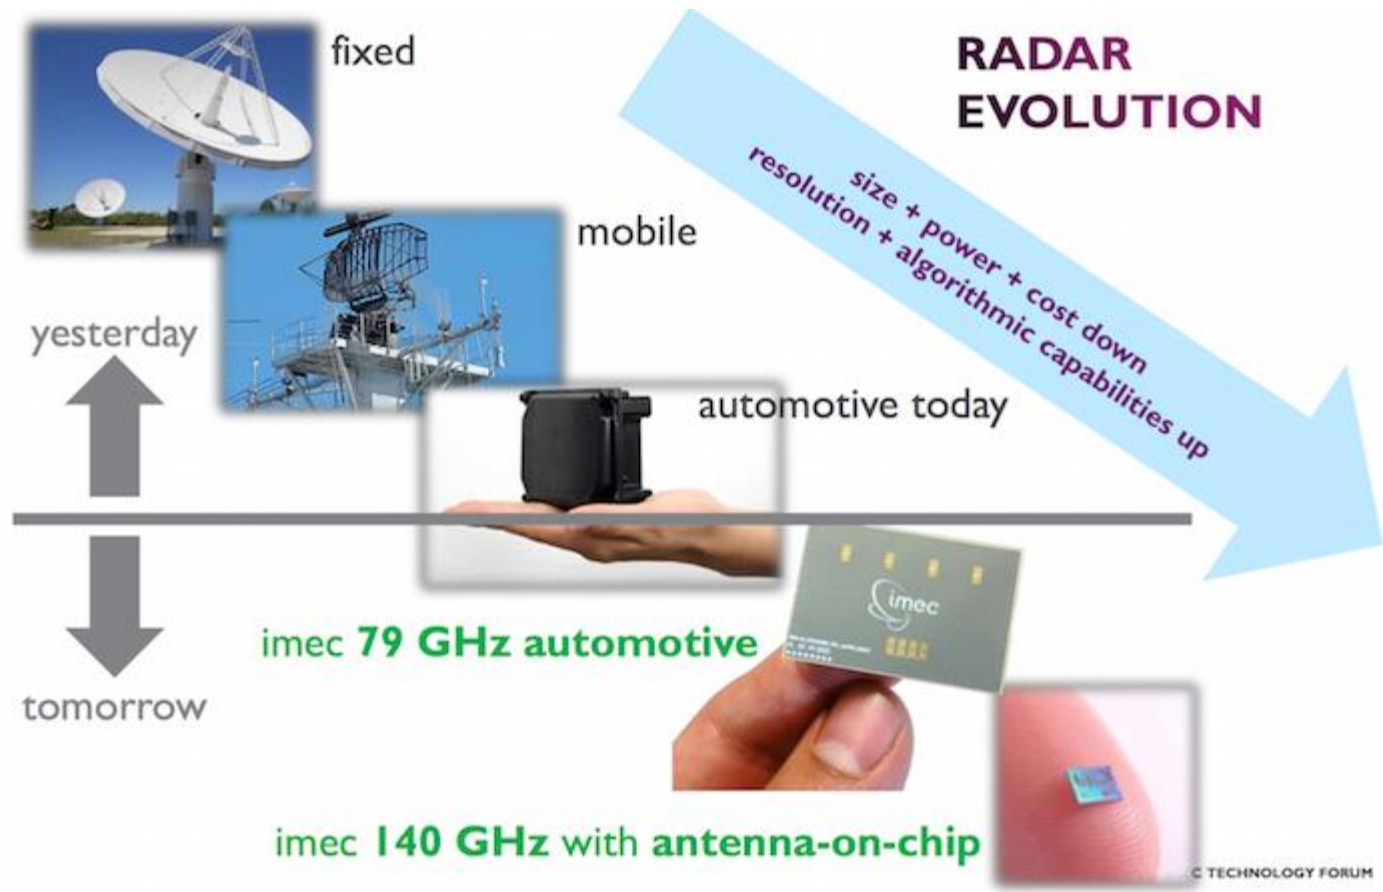 fixed
RADAR
EVOLUTION
mobile
size + power + cost down
resolution + algorithmic capabilities up
yesterday
automotive today
imec
imec 79 GHz automotive
tomorrow
imec 140 GHz with antenna-on-chip
C TECHNOLOGY FORUM